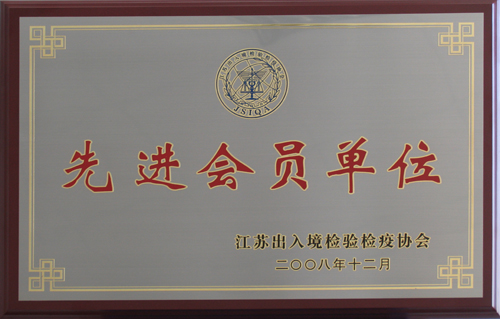 JSIQA
先进会员单位
江苏出入境检验检疫协会
二〇〇八年十二月